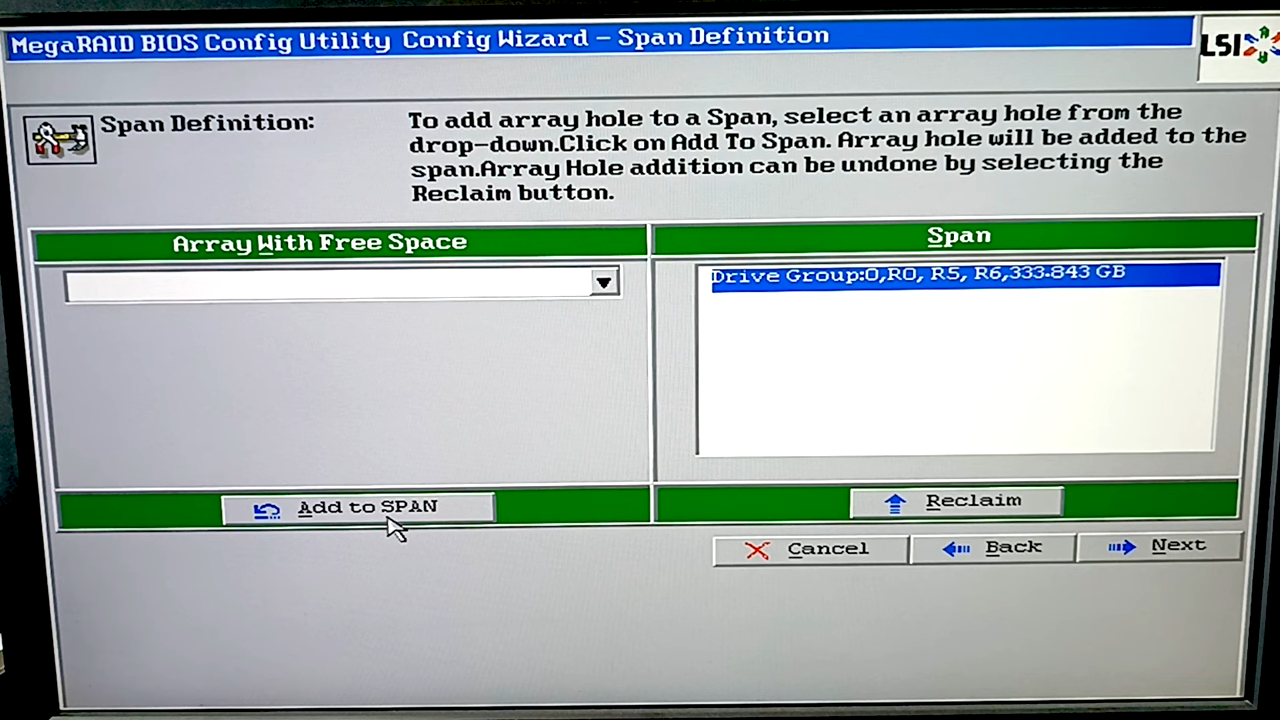 MegaRAID BIOS Config Utility Config Wizard – Span Definition
LSI
Span Definition:
To add array hole to a Span, select an array hole from the
drop-down.Click on Add To Span. Array hole will be added to the
span.Array Hole addition can be undone by selecting the
Reclaim button.
Array With Free Space
Span
Drive Group:0,R0, R5, R6,333.843 GB
Add to SPAN
Reclaim
Cancel
Back
Next